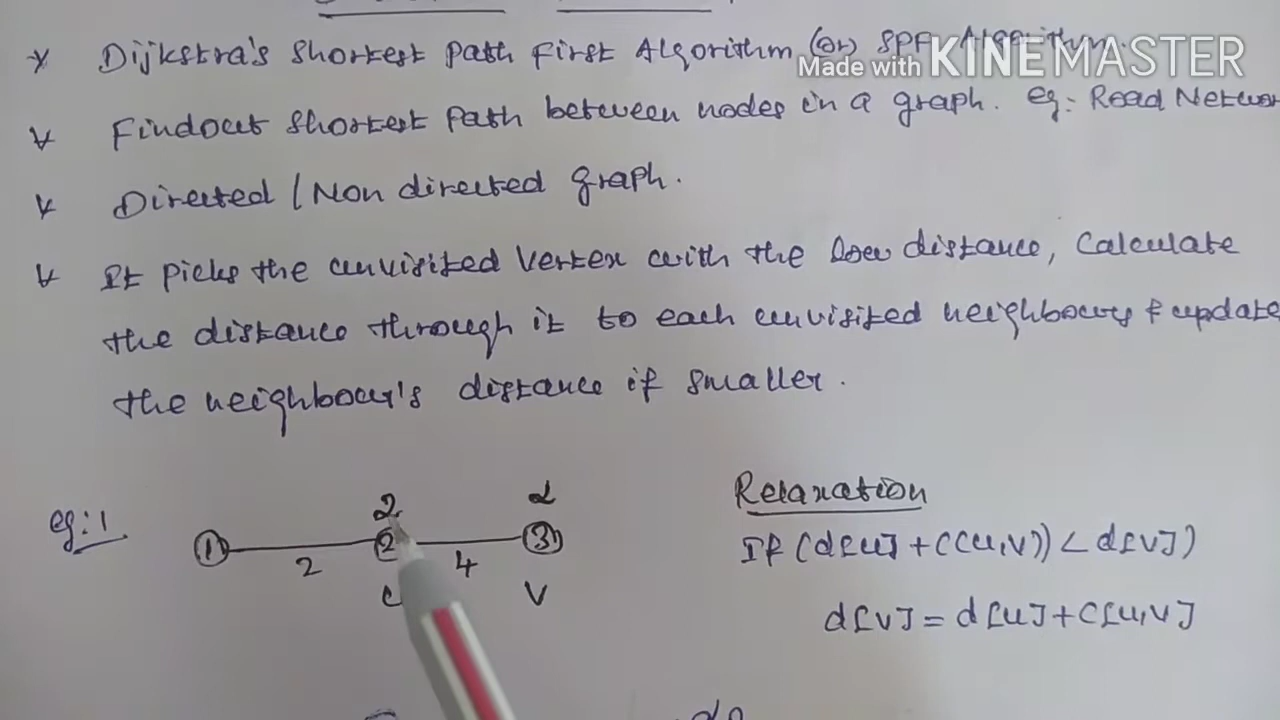 * Dijkstra's Shortest Path First Algorithm (or) SPF Algorithm.
Made with KINEMASTER
* Findout Shortest Path between nodes in a graph. eg: Road Networ
* Directed / Non directed graph.
* It picks the unvisited vertex with the low distance, Calculate
the distance through it to each unvisited neighbours & update
the neighbour's distance if smaller.
eg:1
2 α
1 2 3
2 4
V
Relaxation
If (d[u] + C(u,v)) < d[v])
d[v] = d[u] + C[u,v]